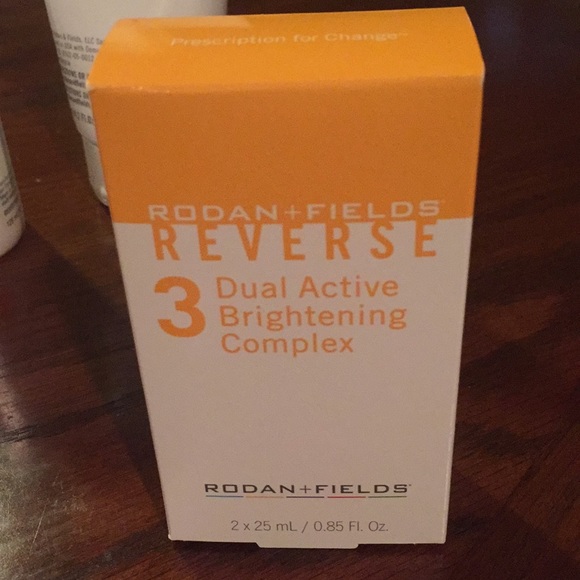 Prescription for Change™
RODAN+FIELDS®
REVERSE
3 Dual Active
Brightening
Complex
RODAN+FIELDS®
2 x 25 mL / 0.85 Fl. Oz.